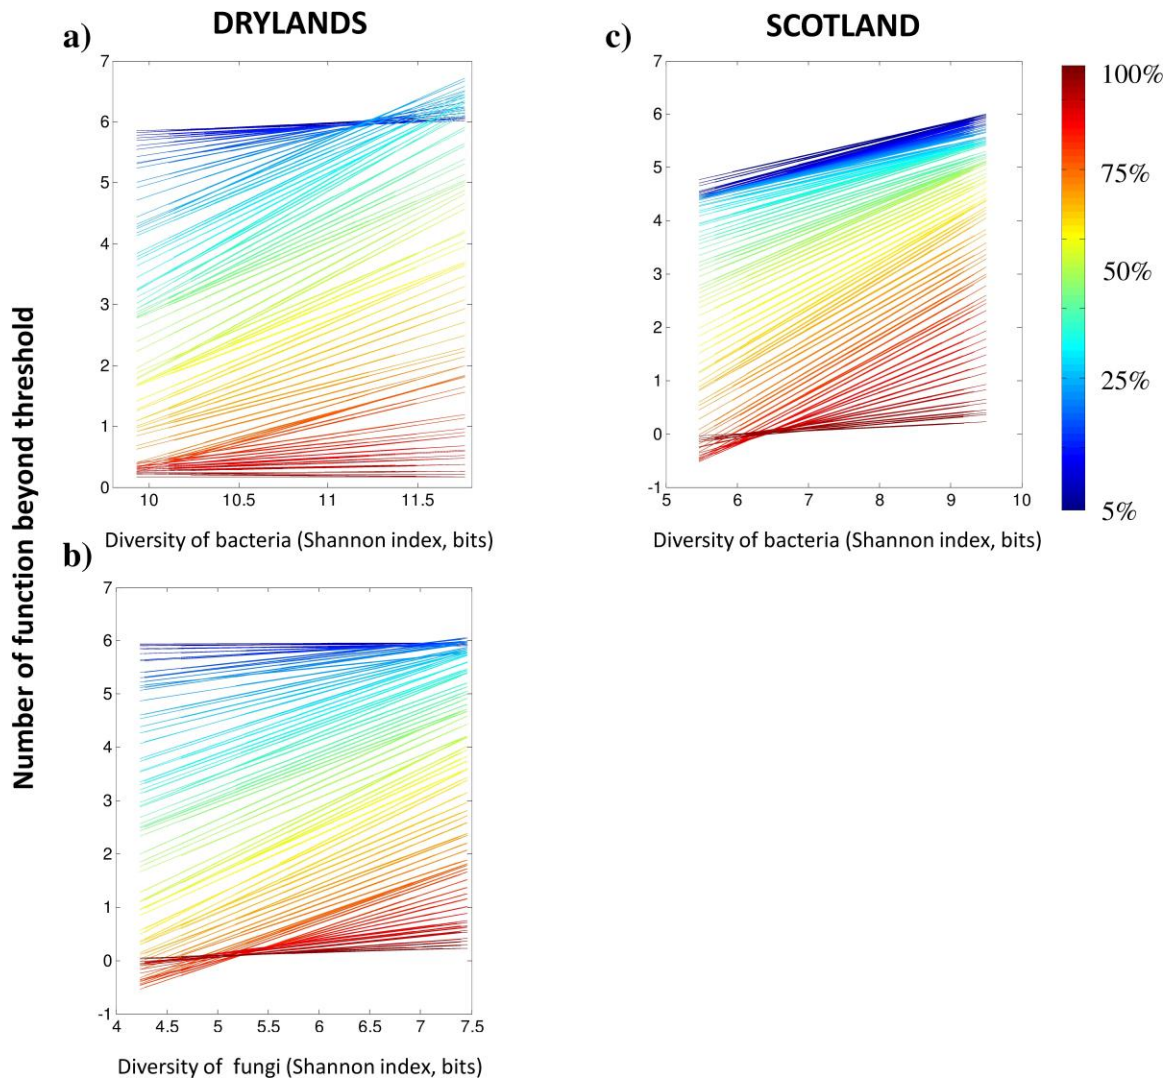 DRYLANDS
SCOTLAND
a)
7
6
5
4
3
2
1
0
10 10.5 11 11.5
Diversity of bacteria (Shannon index, bits)
c)
7
6
5
4
3
2
1
0
-1
5 6 7 8 9 10
Diversity of bacteria (Shannon index, bits)
100%
75%
50%
25%
5%
Number of function beyond threshold
b)
7
6
5
4
3
2
1
0
-1
4 4.5 5 5.5 6 6.5 7 7.5
Diversity of fungi (Shannon index, bits)